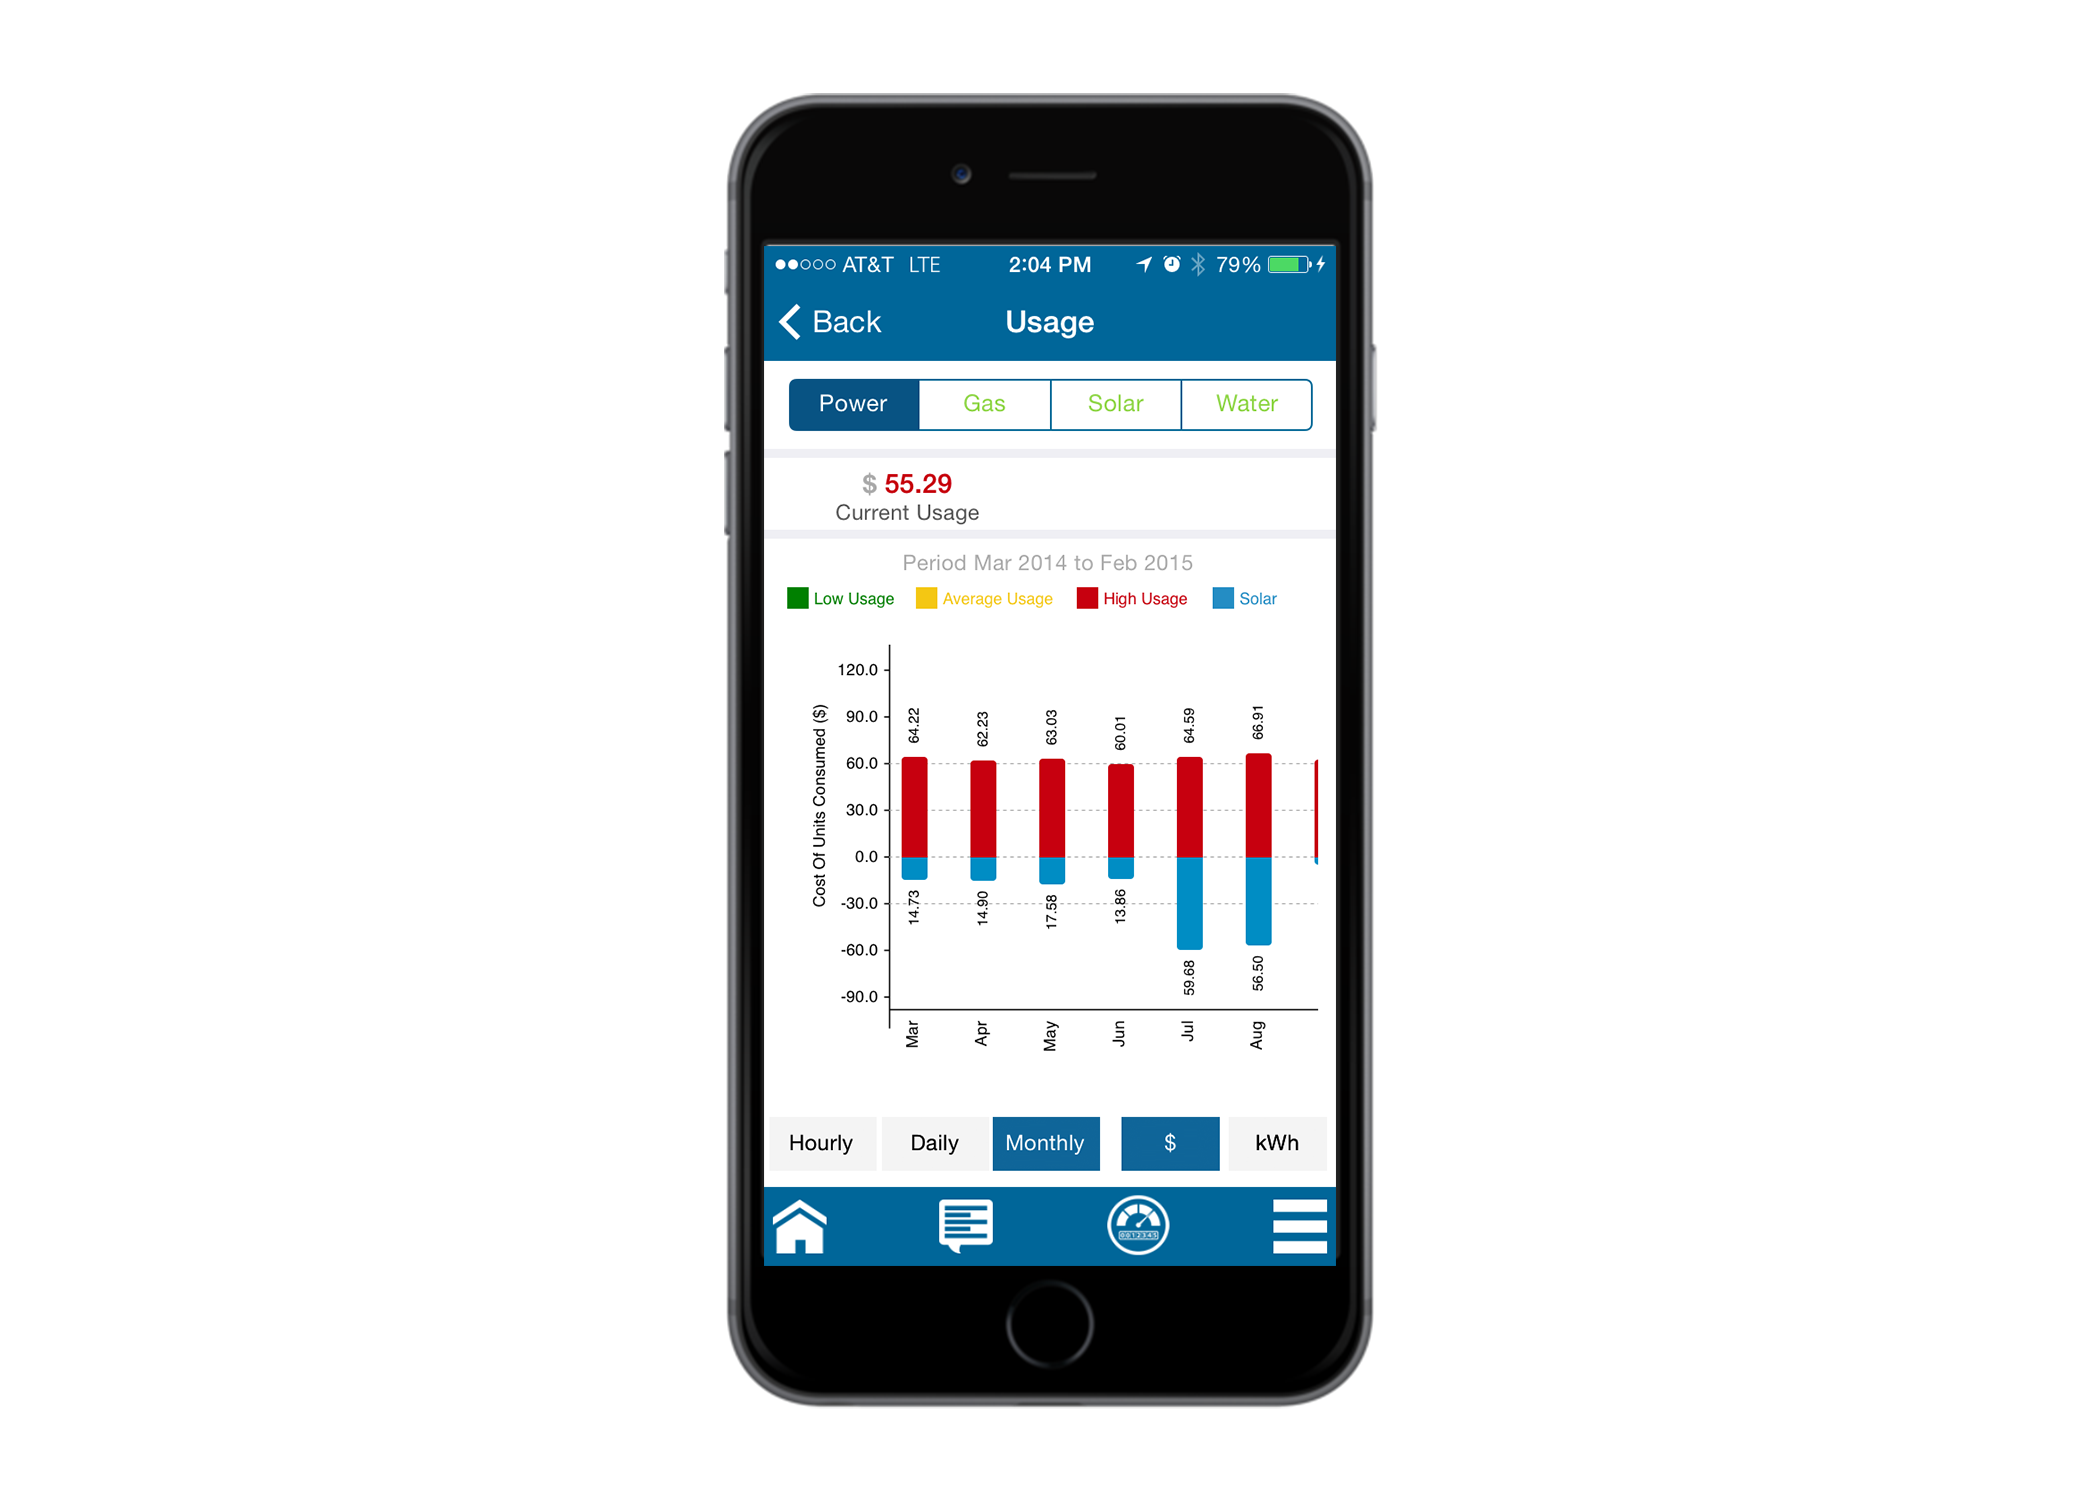 AT&T LTE 2:04 PM 79%
Back Usage
Power Gas Solar Water
$ 55.29
Current Usage
Period Mar 2014 to Feb 2015
Low Usage Average Usage High Usage Solar
Cost Of Units Consumed ($)
120.0
90.0
60.0
30.0
0.0
-30.0
-60.0
-90.0
64.22 62.23 63.03 60.01 64.59 66.91
14.73 14.90 17.58 13.86 59.68 56.50
Mar Apr May Jun Jul Aug
Hourly Daily Monthly $ kWh